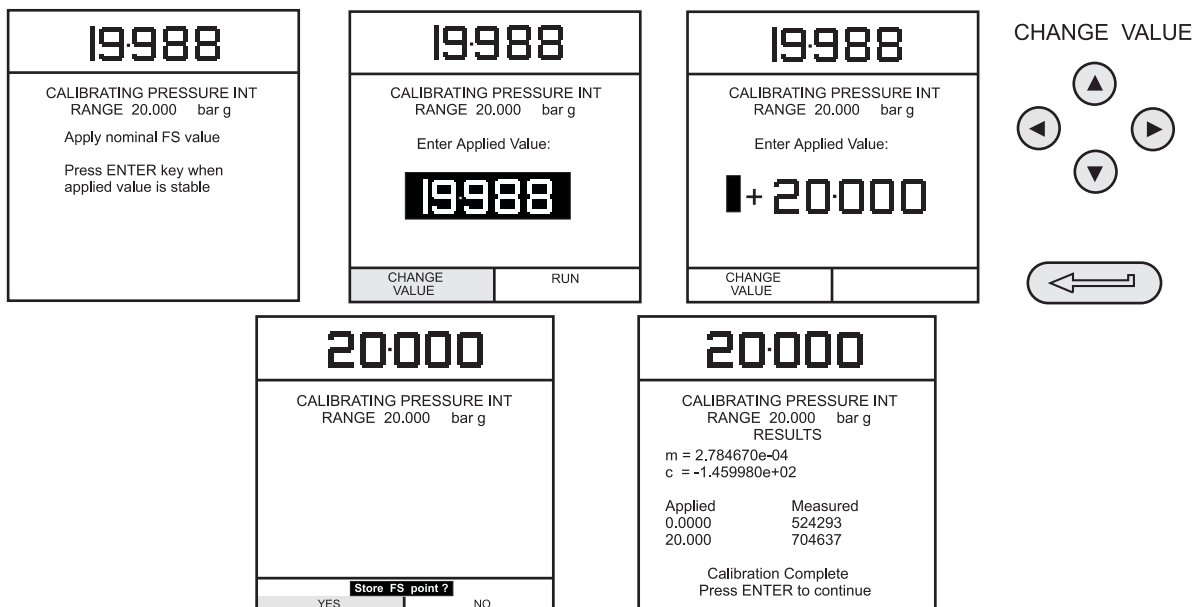 19.988
CALIBRATING PRESSURE INT
RANGE 20.000 bar g
Apply nominal FS value
Press ENTER key when
applied value is stable
19.988
CALIBRATING PRESSURE INT
RANGE 20.000 bar g
Enter Applied Value:
19.988
CHANGE
VALUE
RUN
19.988
CALIBRATING PRESSURE INT
RANGE 20.000 bar g
Enter Applied Value:
+ 20.000
CHANGE
VALUE
CHANGE VALUE
20.000
CALIBRATING PRESSURE INT
RANGE 20.000 bar g
Store FS point ?
YES NO
20.000
CALIBRATING PRESSURE INT
RANGE 20.000 bar g
RESULTS
m = 2.784670e-04
c = -1.459980e+02
Applied Measured
0.0000 524293
20.000 704637
Calibration Complete
Press ENTER to continue